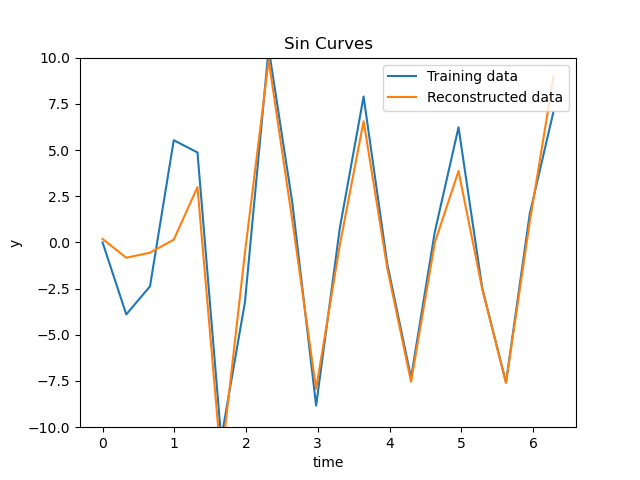 Sin Curves
Training data
Reconstructed data
10.0
7.5
5.0
2.5
0.0
−2.5
−5.0
−7.5
−10.0
y
0 1 2 3 4 5 6
time